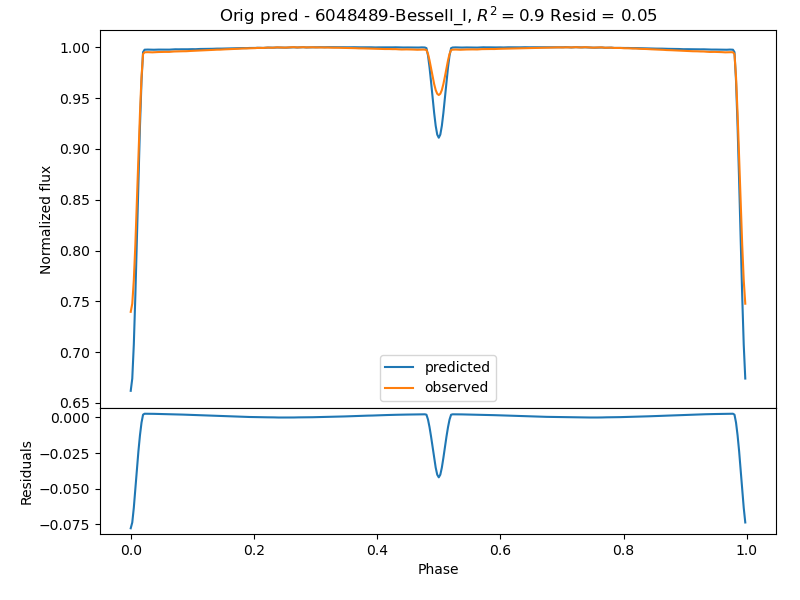 Orig pred - 6048489-Bessell_I, R² = 0.9 Resid = 0.05
1.00
0.95
0.90
0.85
0.80
0.75
0.70
0.65
Normalized flux
predicted
observed
0.000
−0.025
−0.050
−0.075
Residuals
0.0 0.2 0.4 0.6 0.8 1.0
Phase